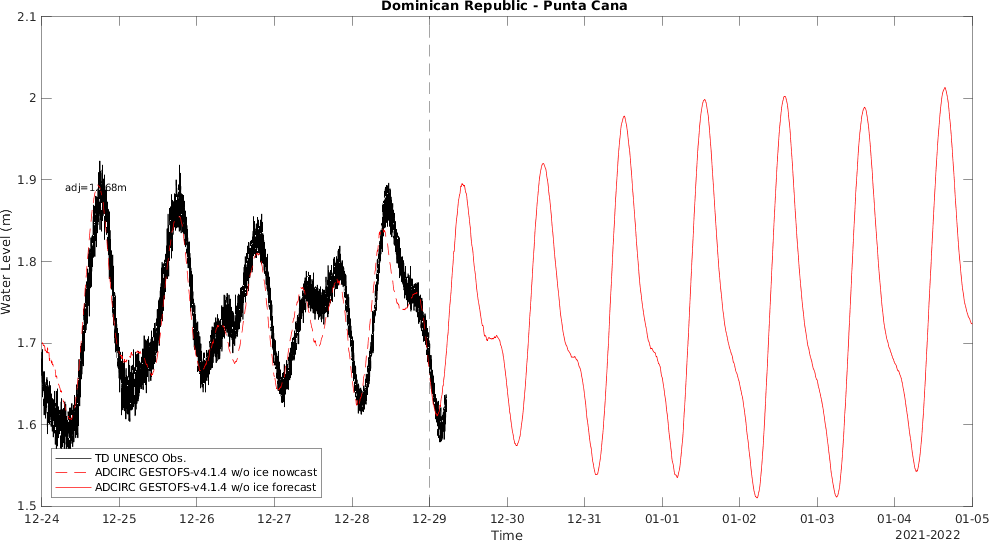 Dominican Republic - Punta Cana
2.1
2
1.9
1.8
1.7
1.6
1.5
Water Level (m)
TD UNESCO Obs.
ADCIRC GESTOFS-v4.1.4 w/o ice nowcast
ADCIRC GESTOFS-v4.1.4 w/o ice forecast
12-24 12-25 12-26 12-27 12-28 12-29 12-30 12-31 01-01 01-02 01-03 01-04 01-05
Time
2021-2022